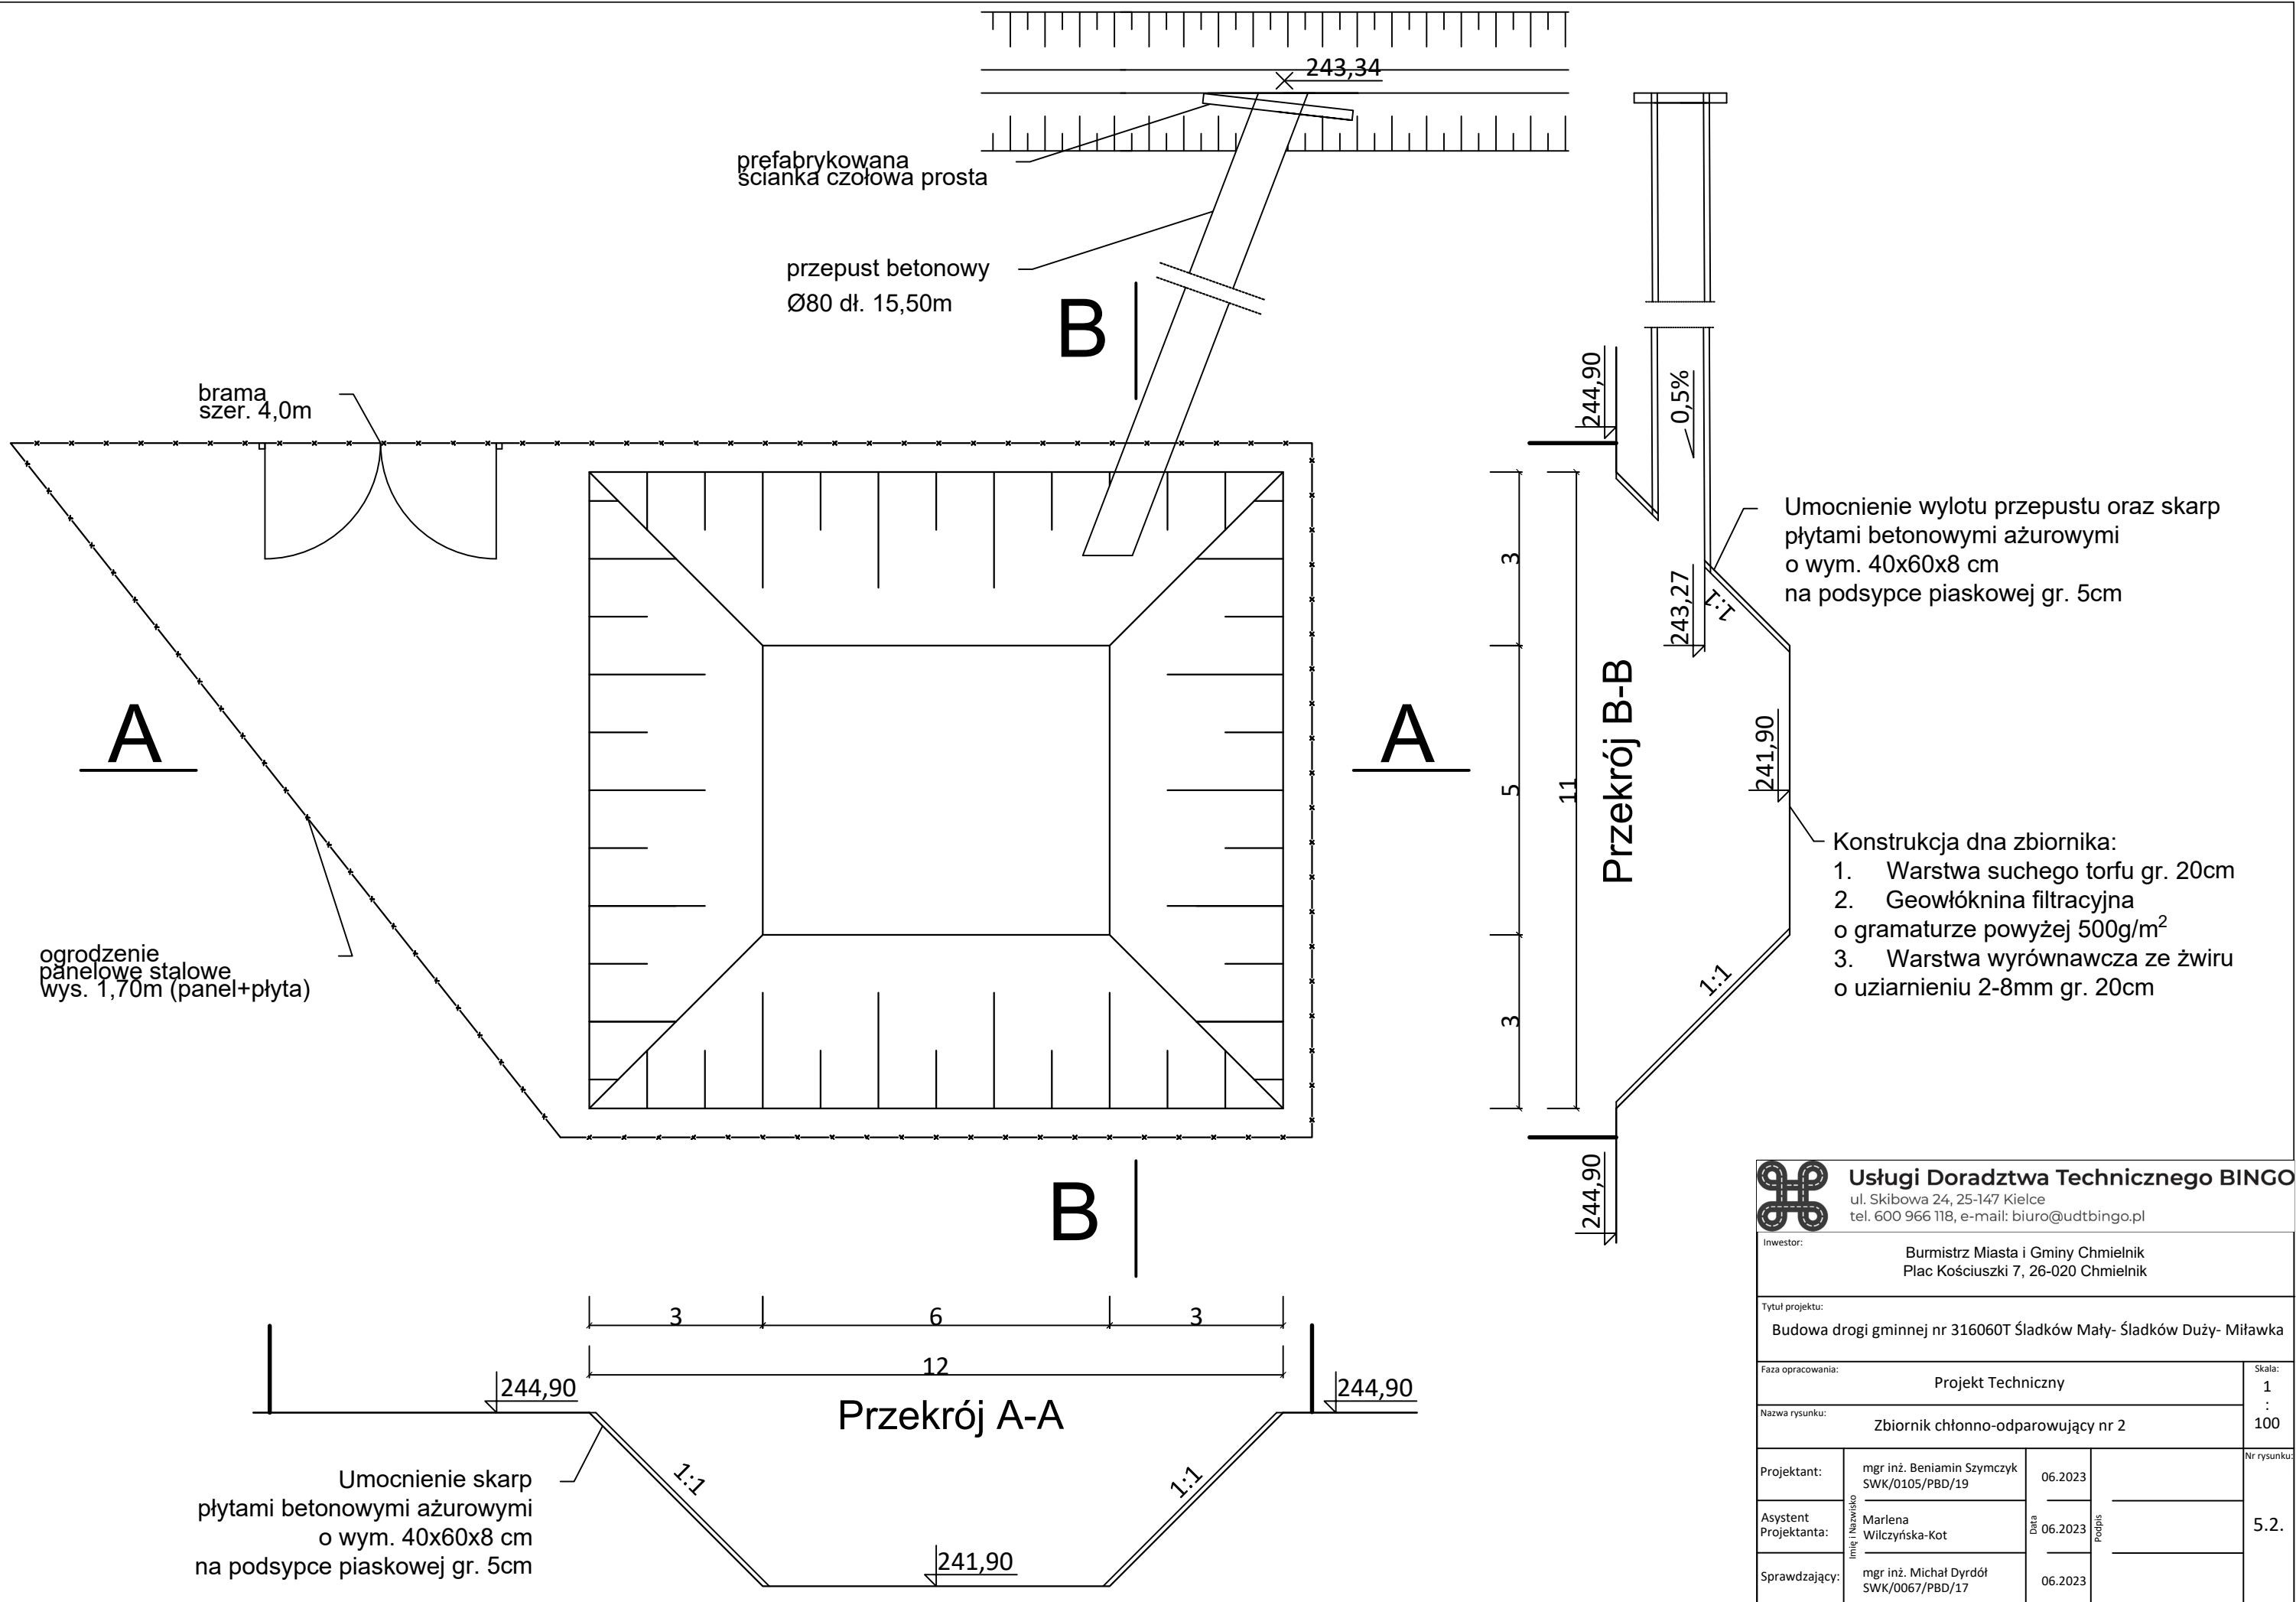 243,34
prefabrykowana
ścianka czołowa prosta
przepust betonowy
Ø80 dł. 15,50m
B
brama
szer. 4,0m
244,90
0,5%
Umocnienie wylotu przepustu oraz skarp
płytami betonowymi ażurowymi
o wym. 40x60x8 cm
na podsypce piaskowej gr. 5cm
3
243,27
1:1
A
A
5
11
Przekrój B-B
241,90
Konstrukcja dna zbiornika:
1. Warstwa suchego torfu gr. 20cm
2. Geowłóknina filtracyjna
o gramaturze powyżej 500g/m²
3. Warstwa wyrównawcza ze żwiru
o uziarnieniu 2-8mm gr. 20cm
ogrodzenie
panelowe stalowe
wys. 1,70m (panel+płyta)
1:1
3
B
244,90
3
6
3
12
244,90
244,90
Przekrój A-A
1:1
1:1
Umocnienie skarp
płytami betonowymi ażurowymi
o wym. 40x60x8 cm
na podsypce piaskowej gr. 5cm
241,90
Usługi Doradztwa Technicznego BINGO
ul. Skibowa 24, 25-147 Kielce
tel. 600 966 118, e-mail: biuro@udtbingo.pl
Inwestor:
Burmistrz Miasta i Gminy Chmielnik
Plac Kościuszki 7, 26-020 Chmielnik
Tytuł projektu:
Budowa drogi gminnej nr 316060T Śladków Mały- Śladków Duży- Miławka
Faza opracowania:
Projekt Techniczny
Skala:
1
:
100
Nazwa rysunku:
Zbiornik chłonno-odparowujący nr 2
Nr rysunku:
5.2.
Projektant:
Imię i Nazwisko
mgr inż. Beniamin Szymczyk
SWK/0105/PBD/19
06.2023
Asystent
Projektanta:
Marlena
Wilczyńska-Kot
Data
06.2023
Podpis
Sprawdzający:
mgr inż. Michał Dyrdół
SWK/0067/PBD/17
06.2023